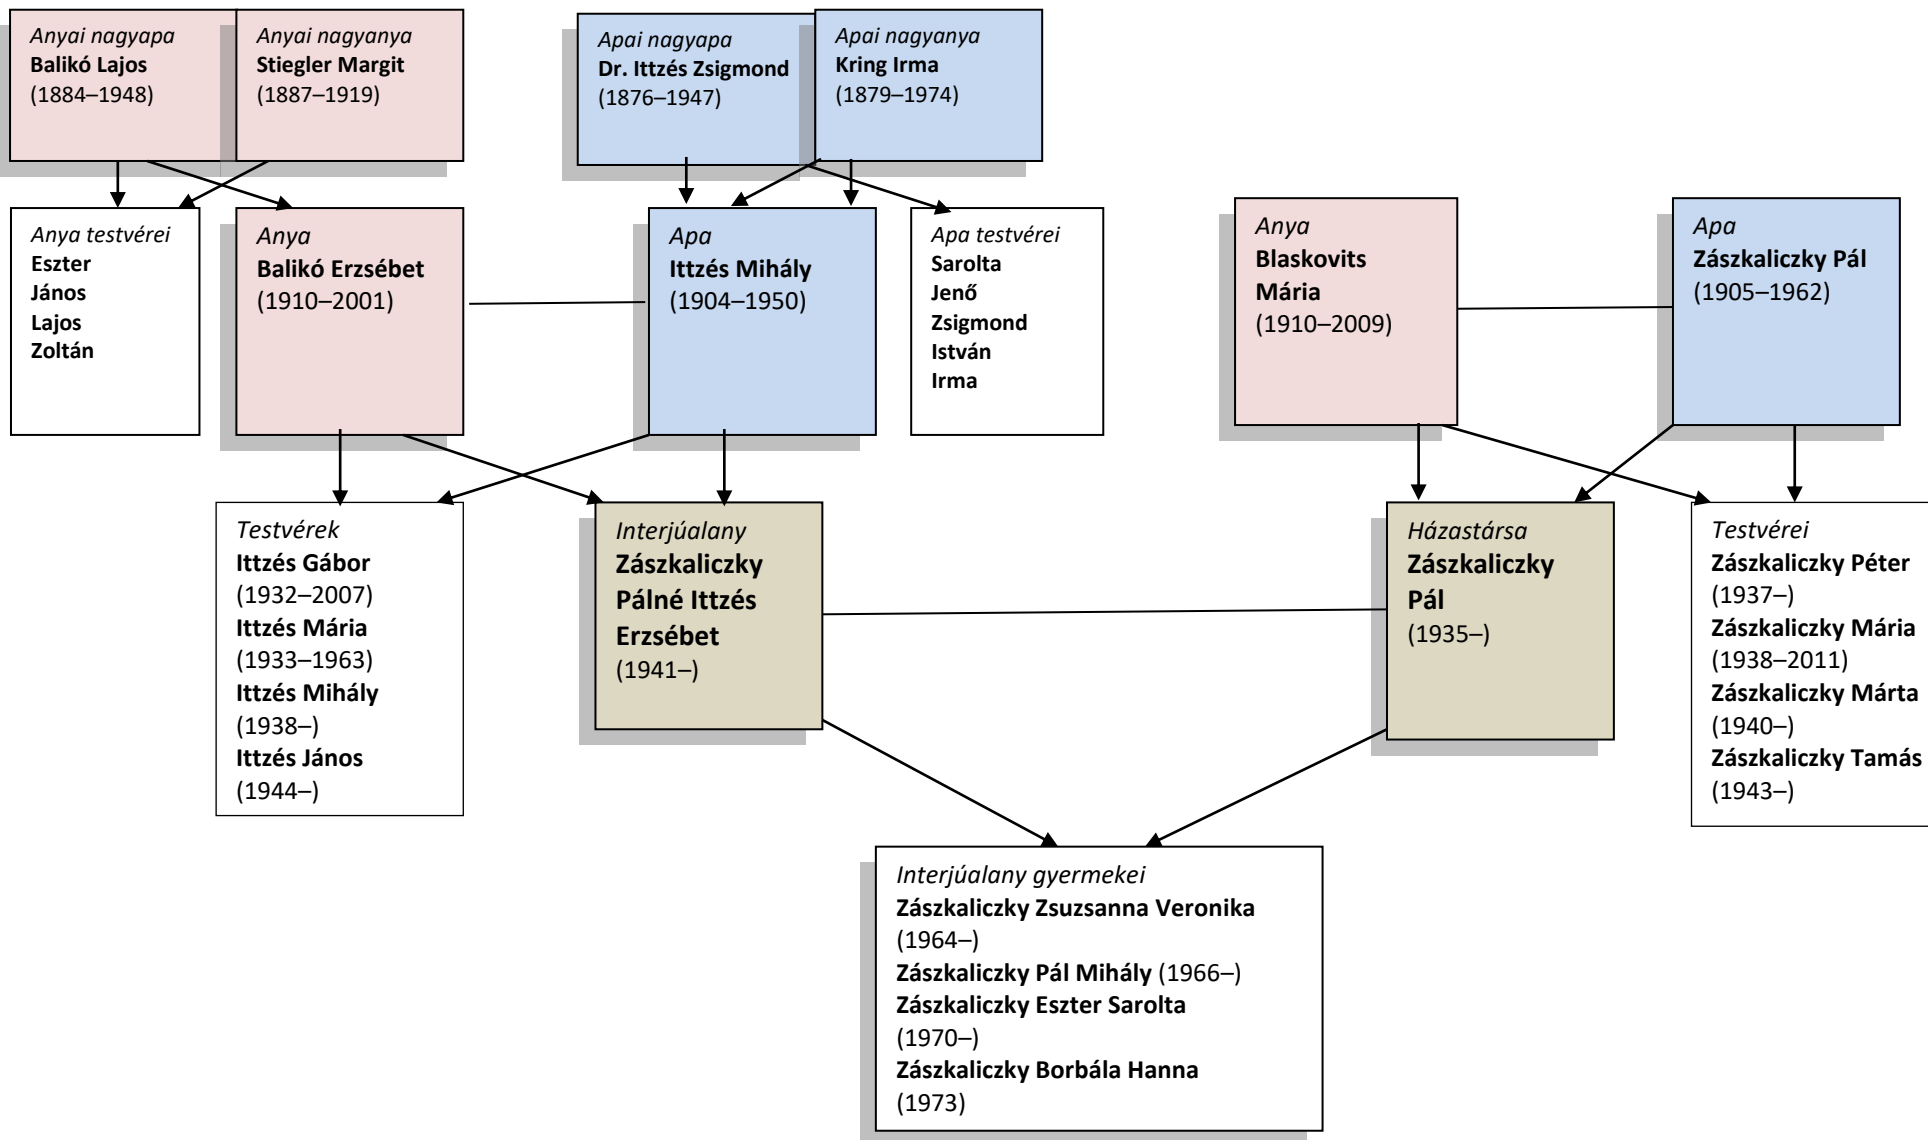 Anyai nagyapa
Balikó Lajos
(1884–1948)
Anyai nagyanya
Stiegler Margit
(1887–1919)
Apai nagyapa
Dr. Ittzés Zsigmond
(1876–1947)
Apai nagyanya
Kring Irma
(1879–1974)
Anya testvérei
Eszter
János
Lajos
Zoltán
Anya
Balikó Erzsébet
(1910–2001)
Apa
Ittzés Mihály
(1904–1950)
Apa testvérei
Sarolta
Jenő
Zsigmond
István
Irma
Anya
Blaskovits
Mária
(1910–2009)
Apa
Zászkaliczky Pál
(1905–1962)
Testvérek
Ittzés Gábor
(1932–2007)
Ittzés Mária
(1933–1963)
Ittzés Mihály
(1938–)
Ittzés János
(1944–)
Interjúalany
Zászkaliczky
Pálné Ittzés
Erzsébet
(1941–)
Házastársa
Zászkaliczky
Pál
(1935–)
Testvérei
Zászkaliczky Péter
(1937–)
Zászkaliczky Mária
(1938–2011)
Zászkaliczky Márta
(1940–)
Zászkaliczky Tamás
(1943–)
Interjúalany gyermekei
Zászkaliczky Zsuzsanna Veronika
(1964–)
Zászkaliczky Pál Mihály (1966–)
Zászkaliczky Eszter Sarolta
(1970–)
Zászkaliczky Borbála Hanna
(1973)